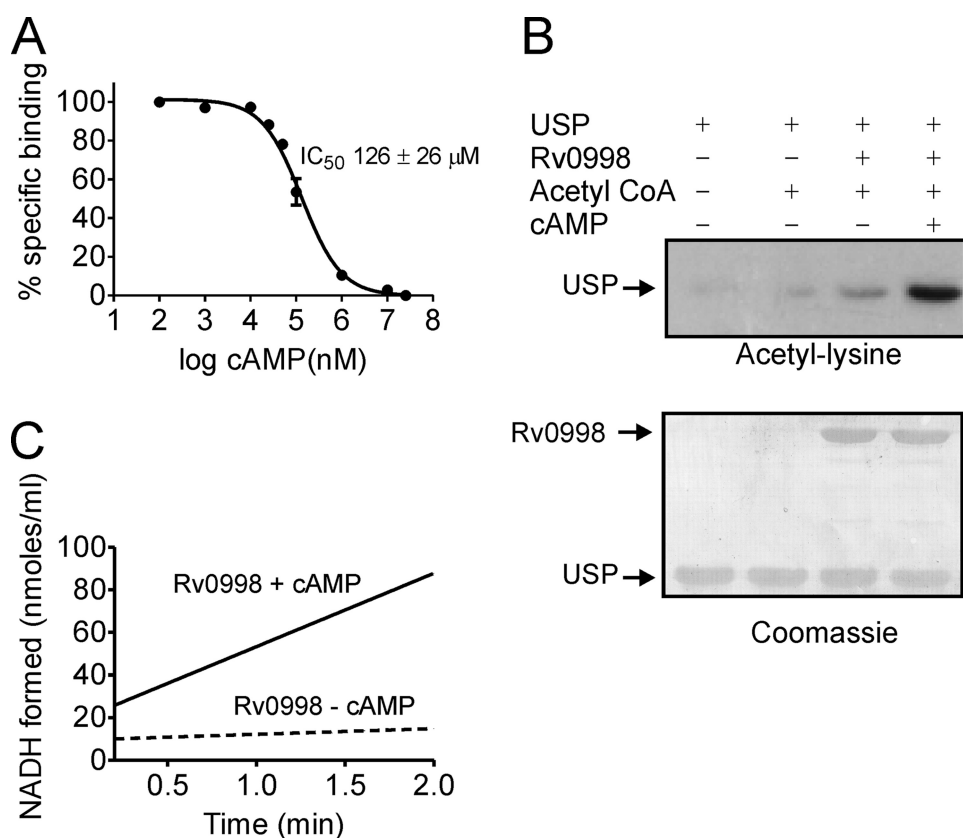 A
% specific binding
100
80
60
40
20
0
IC50 126 ± 26 μM
1 2 3 4 5 6 7 8
log cAMP(nM)
B
USP + + + +
Rv0998 – – + +
Acetyl CoA – + + +
cAMP – – – +
USP
Acetyl-lysine
Rv0998
USP
Coomassie
C
NADH formed (nmoles/ml)
100
80
60
40
20
0
Rv0998 + cAMP
Rv0998 - cAMP
0.5 1.0 1.5 2.0
Time (min)